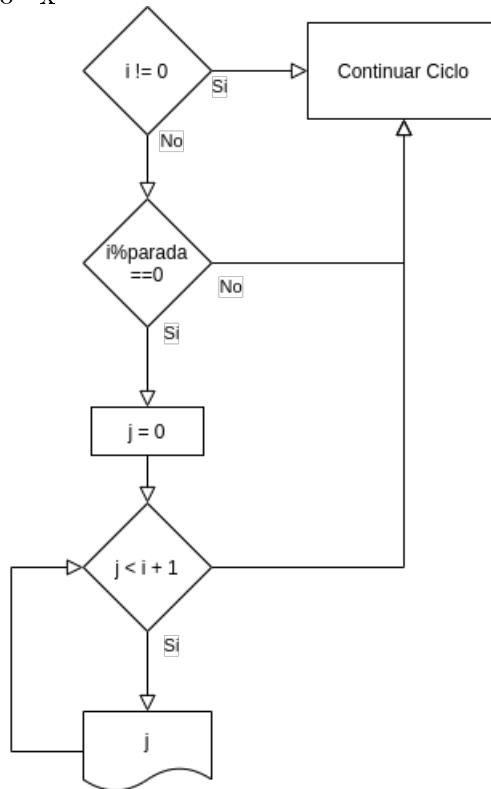 i != 0
Si
Continuar Ciclo
No
i%parada
==0
No
Si
j = 0
j < i + 1
Si
j